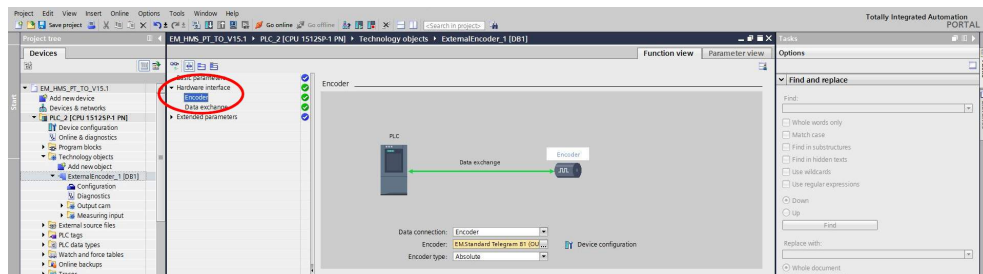 Project Edit View Insert Online Options Tools Window Help
Totally Integrated Automation
PORTAL
Save project
Go online
Go offline
<Search in project>
Project tree
EM_HMS_PT_TO_V15.1 ▸ PLC_2 [CPU 1512SP-1 PN] ▸ Technology objects ▸ ExternalEncoder_1 [DB1]
Tasks
Devices
Function view
Parameter view
Options
Start
EM_HMS_PT_TO_V15.1
Add new device
Devices & networks
PLC_2 [CPU 1512SP-1 PN]
Device configuration
Online & diagnostics
Program blocks
Technology objects
Add new object
ExternalEncoder_1 [DB1]
Configuration
Diagnostics
Output cam
Measuring input
External source files
PLC tags
PLC data types
Watch and force tables
Online backups
Traces
Basic parameters
Hardware interface
Encoder
Data exchange
Extended parameters
Encoder
PLC
Data exchange
Encoder
Data connection: Encoder
Encoder: EM.Standard Telegram 81 (OU... Device configuration
Encoder type: Absolute
Find and replace
Find:
Whole words only
Match case
Find in substructures
Find in hidden texts
Use wildcards
Use regular expressions
Down
Up
Find
Replace with:
Whole document